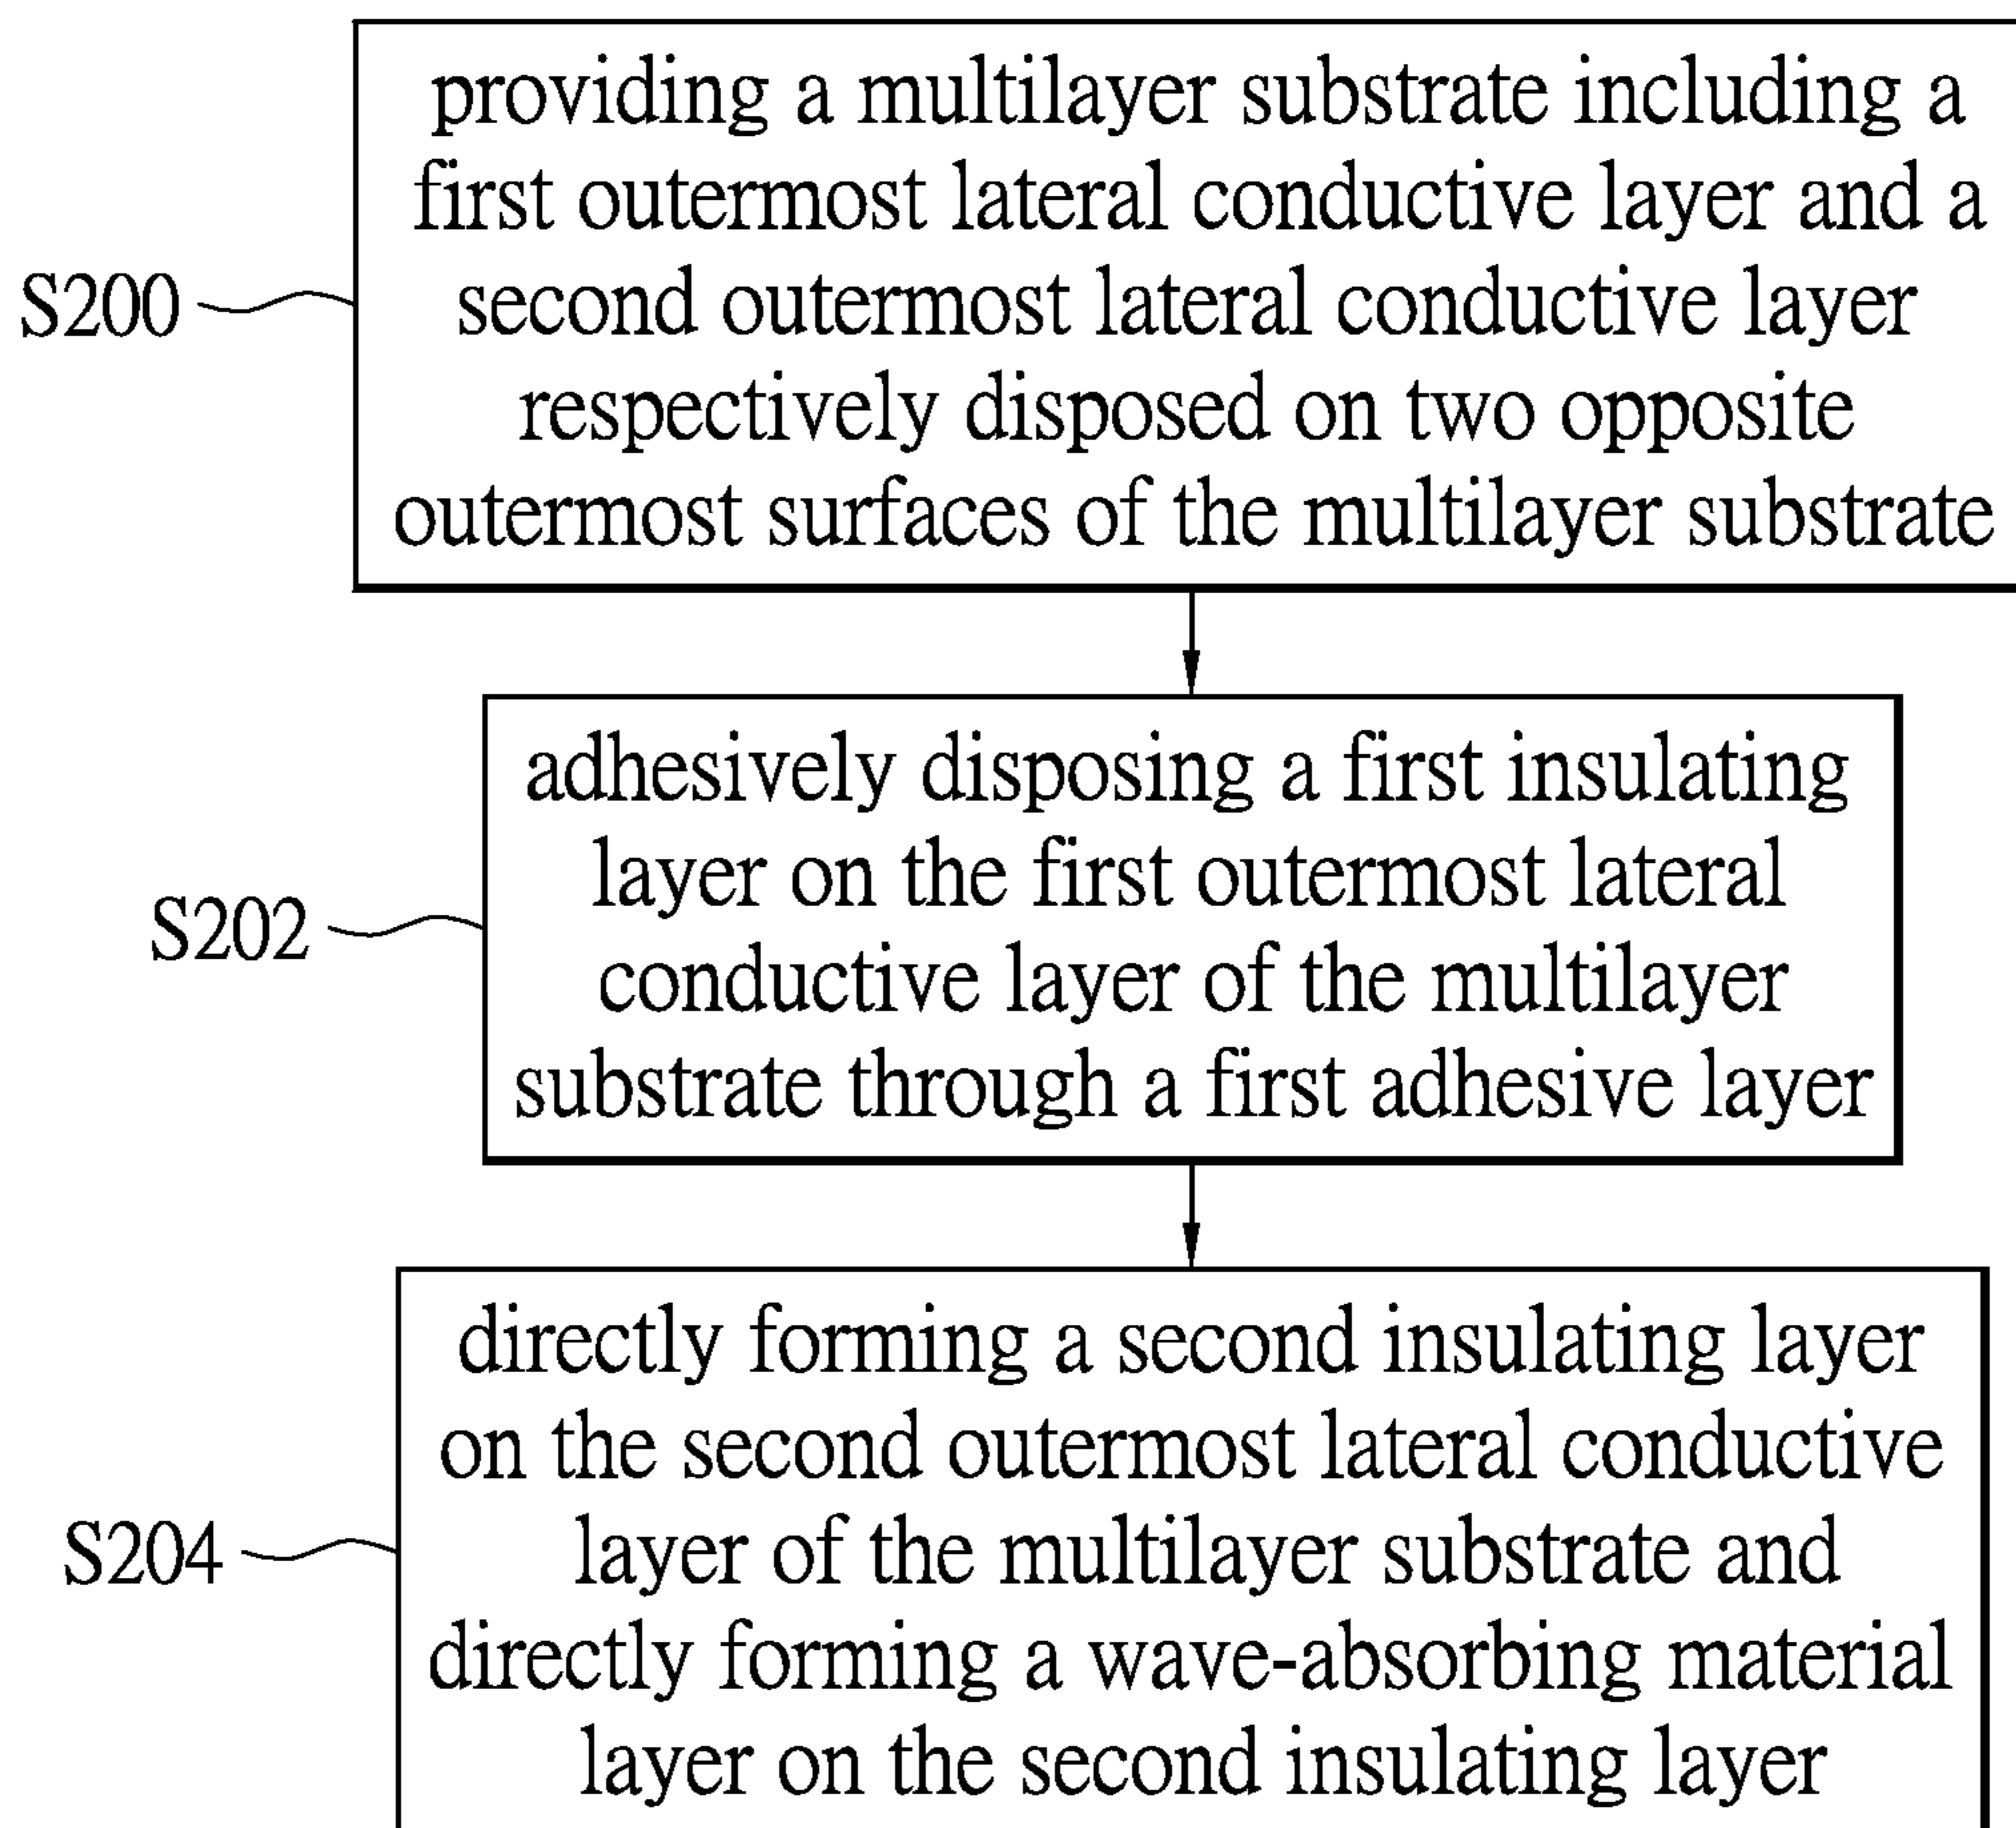 providing a multilayer substrate including a
first outermost lateral conductive layer and a
S200
second outermost lateral conductive layer
respectively disposed on two opposite
outermost surfaces of the multilayer substrate
adhesively disposing a first insulating
layer on the first outermost lateral
S202
conductive layer of the multilayer
substrate through a first adhesive layer
directly forming a second insulating layer
on the second outermost lateral conductive
S204
layer of the multilayer substrate and
directly forming a wave-absorbing material
layer on the second insulating layer